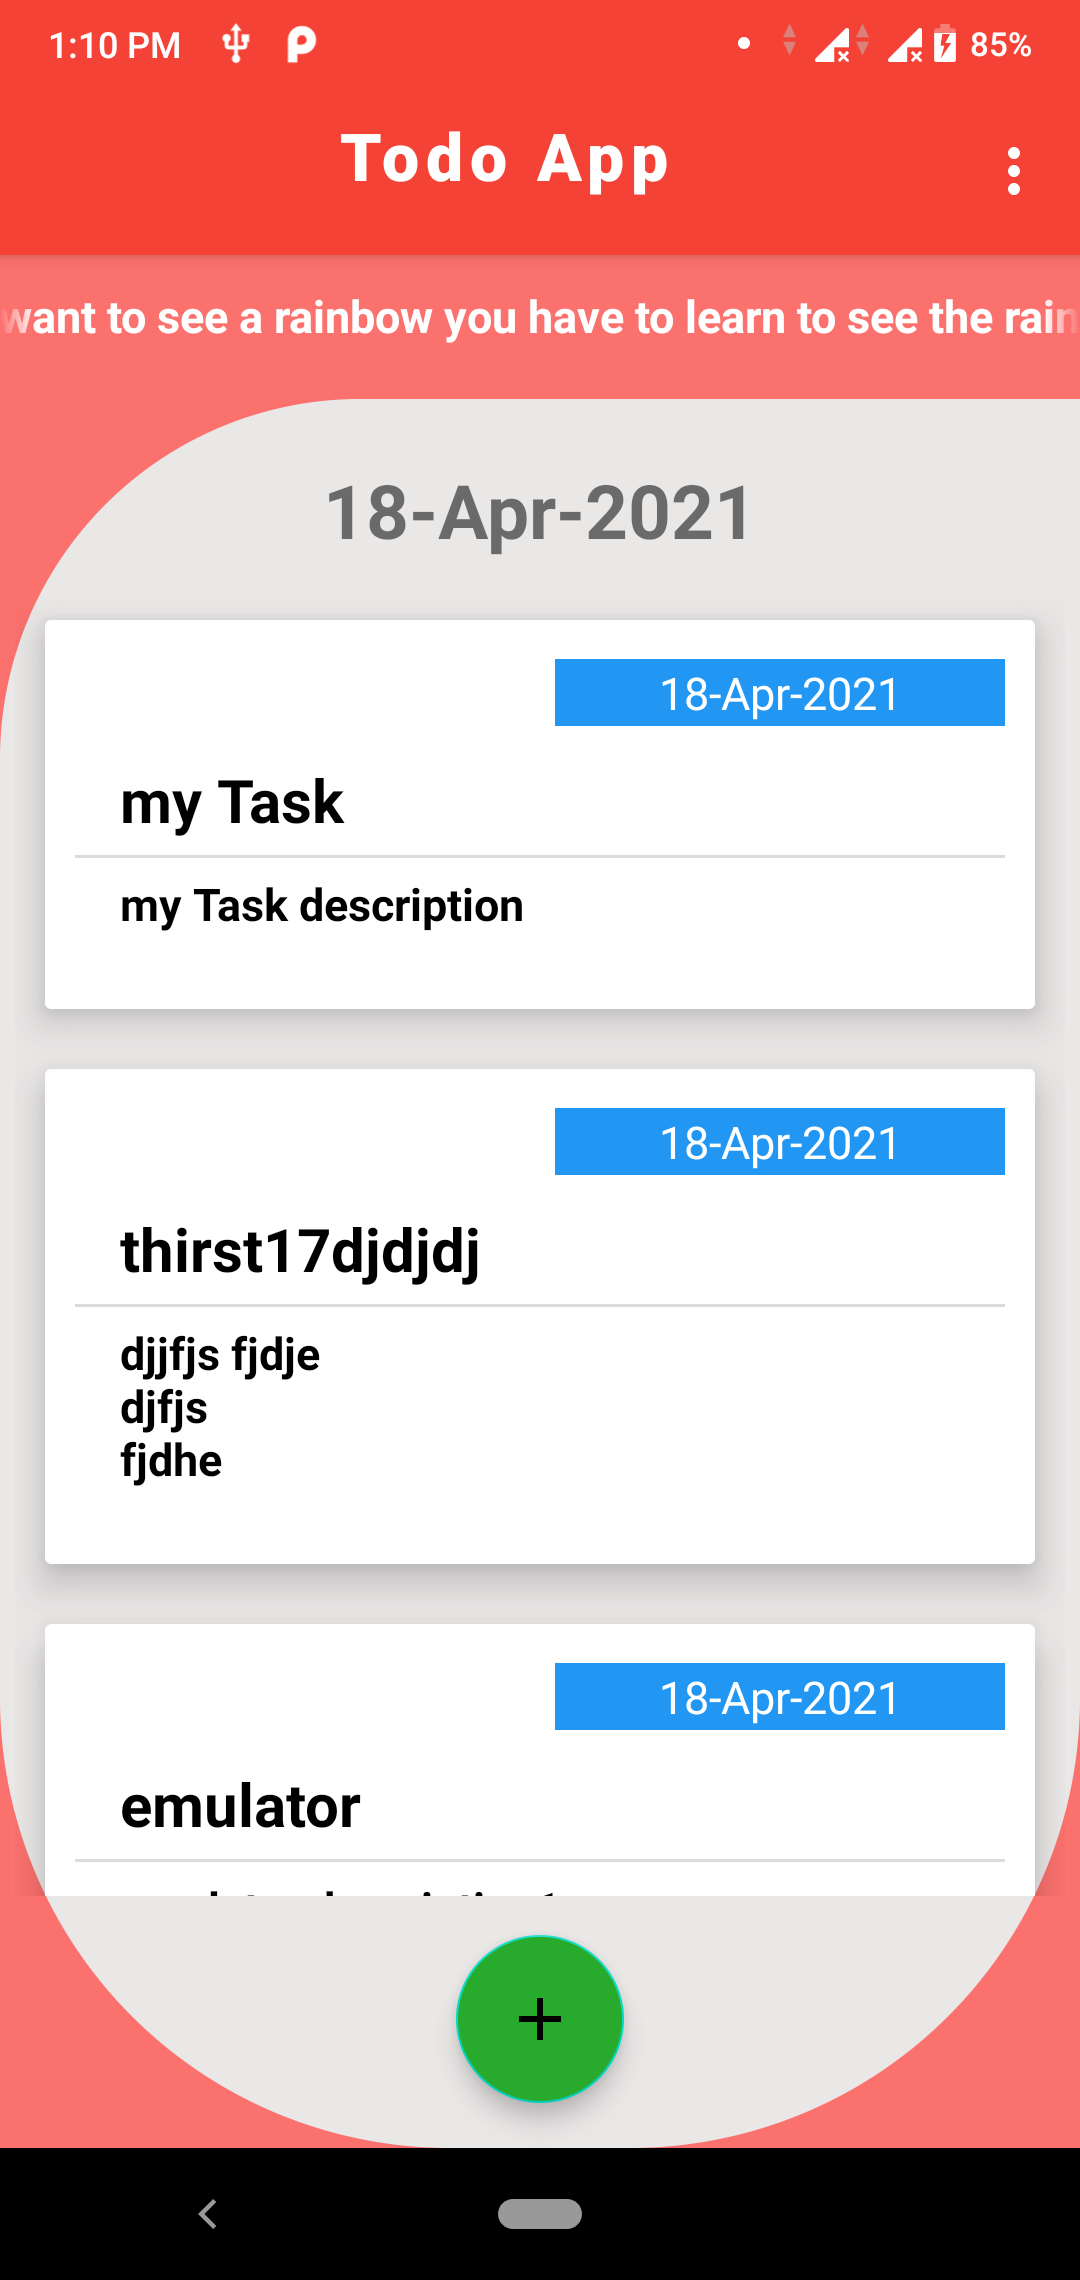 1:10 PM
85%
Todo App
want to see a rainbow you have to learn to see the rain
18-Apr-2021
18-Apr-2021
my Task
my Task description
18-Apr-2021
thirst17djdjdj
djjfjs fjdje
djfjs
fjdhe
18-Apr-2021
emulator